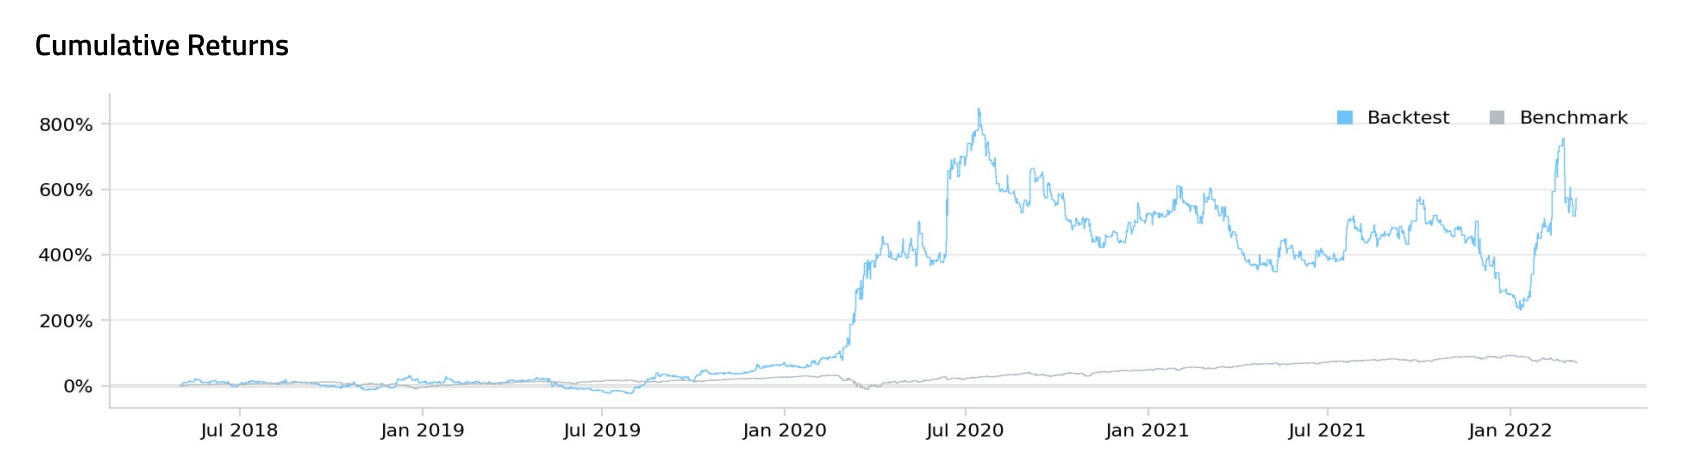 Cumulative Returns
Backtest Benchmark
800%
600%
400%
200%
0%
Jul 2018 Jan 2019 Jul 2019 Jan 2020 Jul 2020 Jan 2021 Jul 2021 Jan 2022